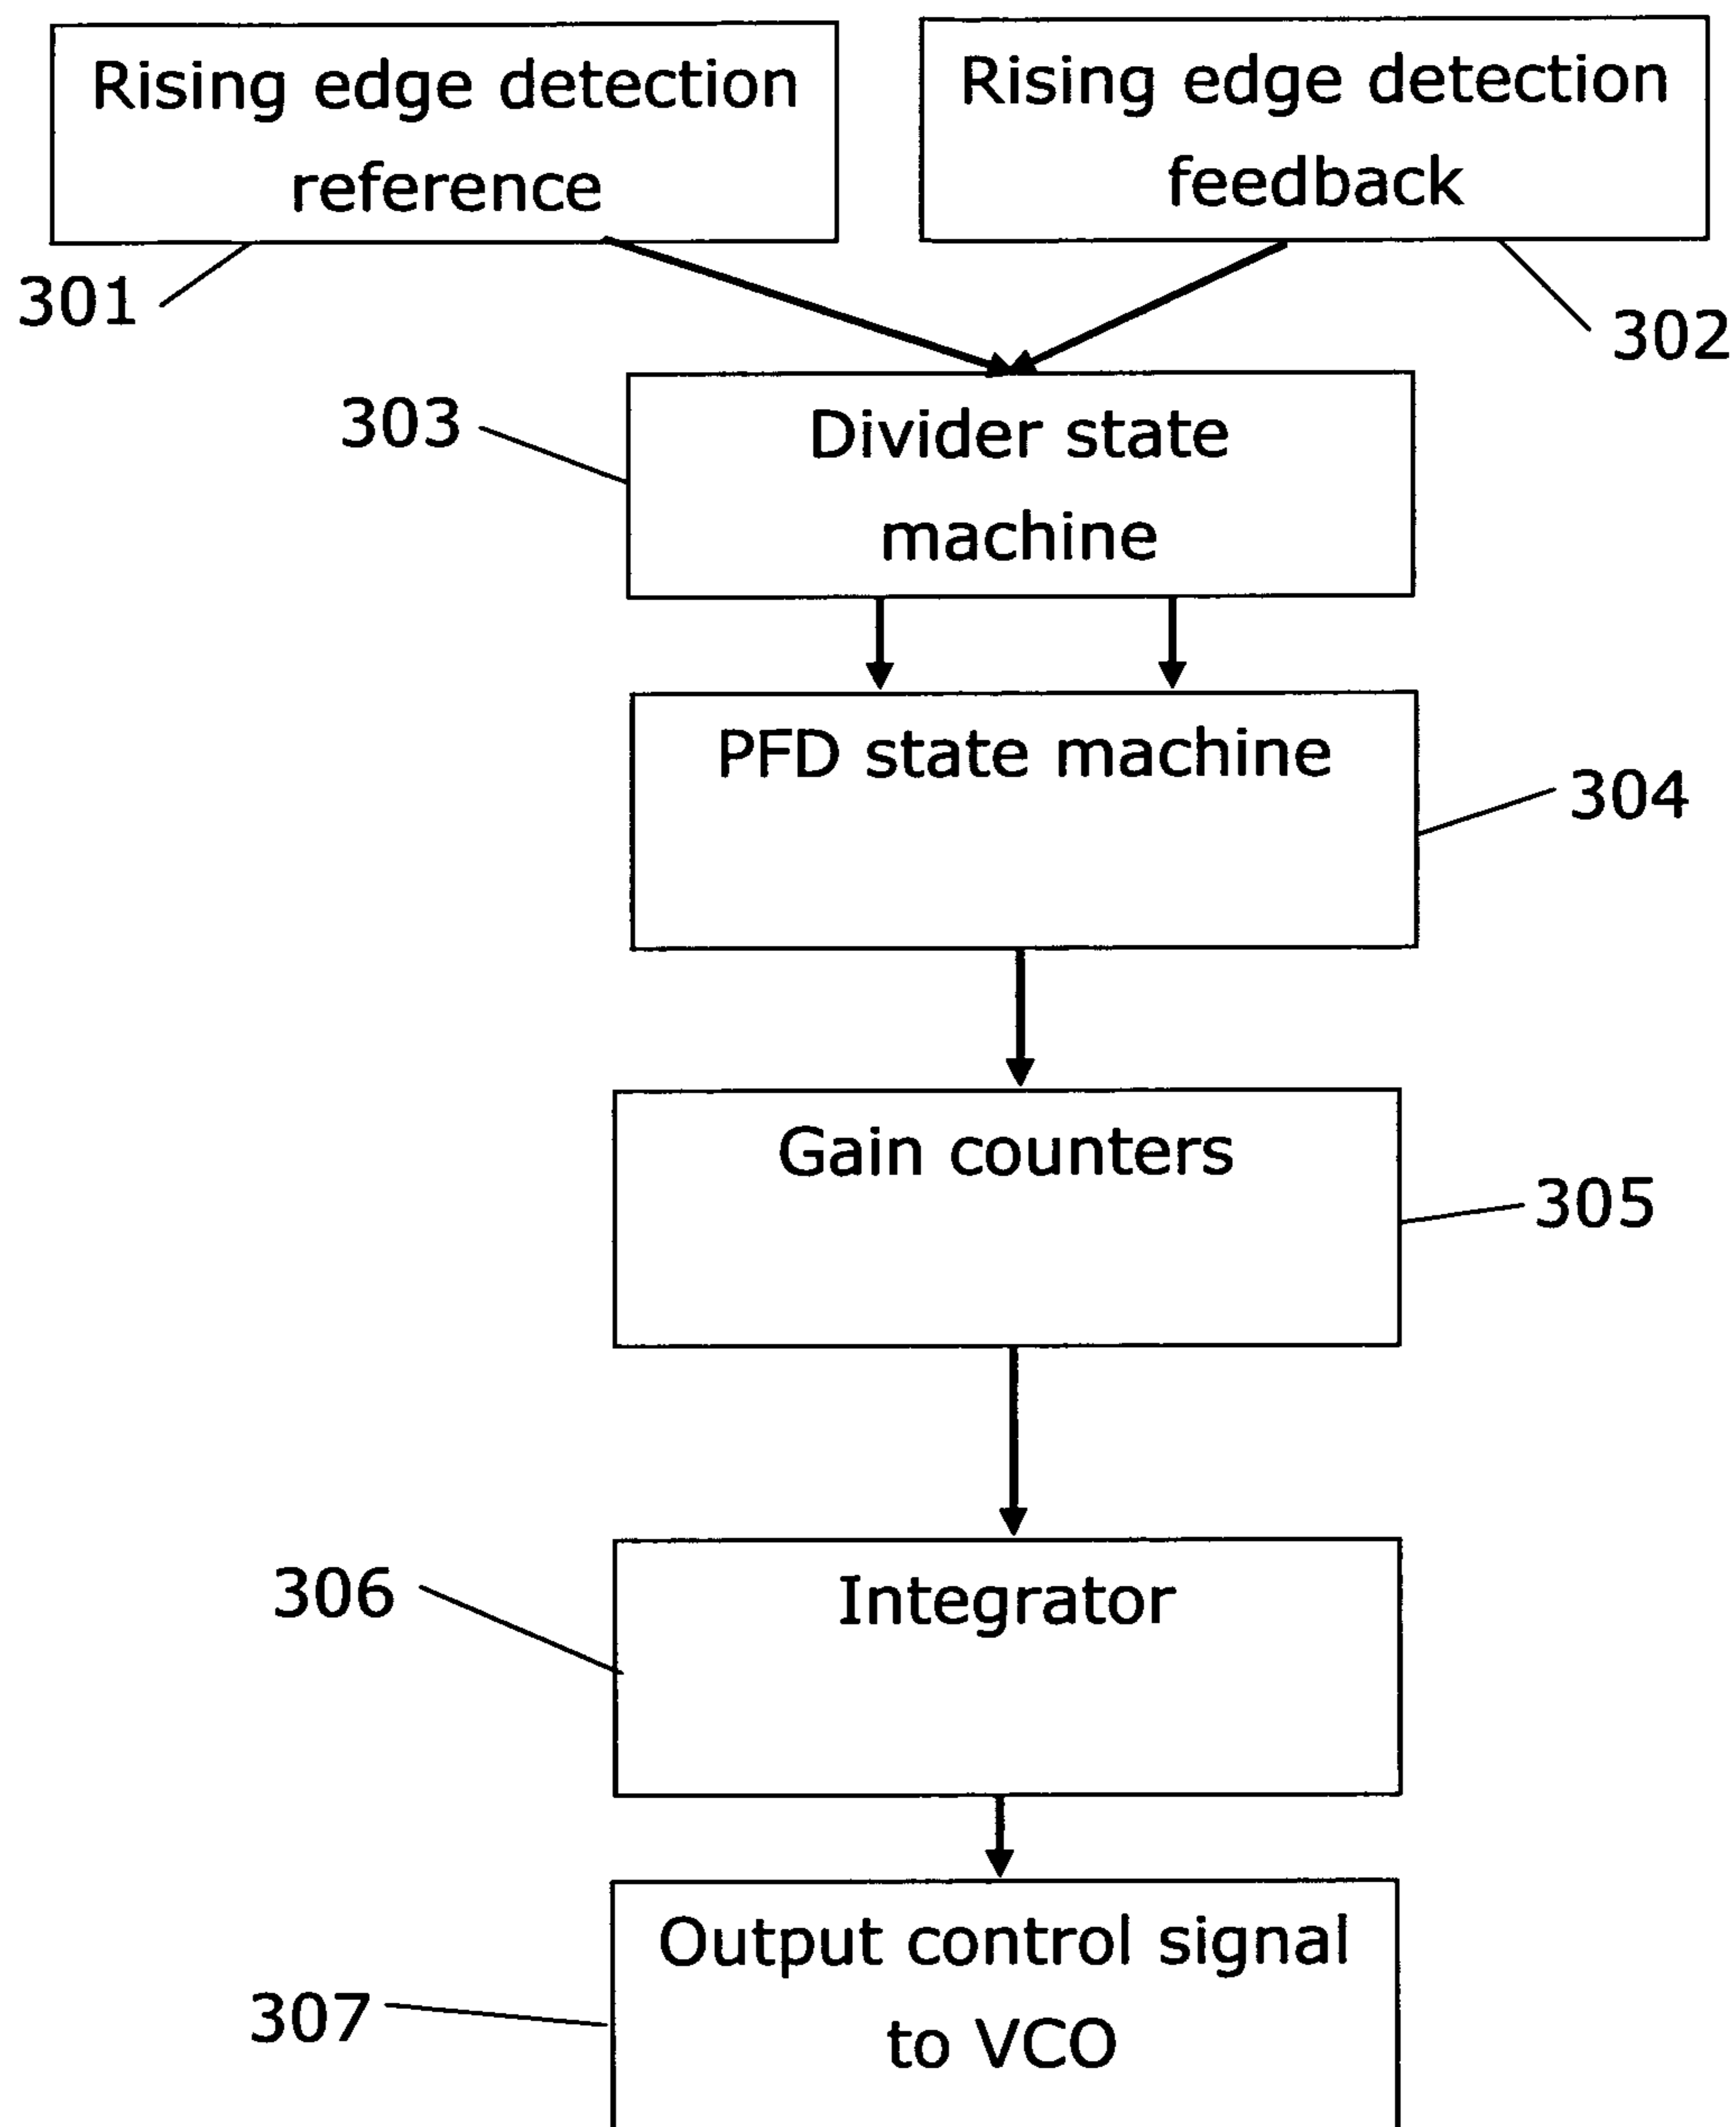 Rising edge detection
reference
Rising edge detection
feedback
301
302
303
Divider state
machine
PFD state machine
304
Gain counters
305
306
Integrator
Output control signal
to VCO
307